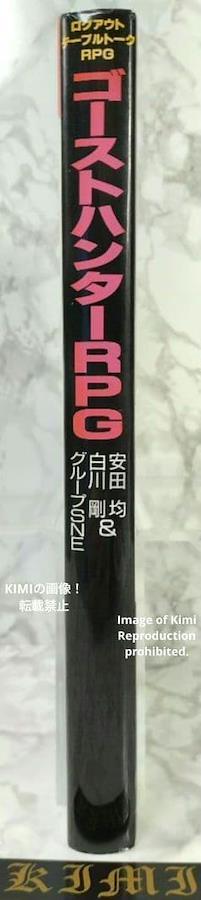 ログアウト
テーブルトーク
RPG
ゴーストハンターRPG
安田 均&
白川 剛
グループSNE
KIMIの画像！
転載禁止
Image of Kimi
Reproduction
prohibited.
KIMI